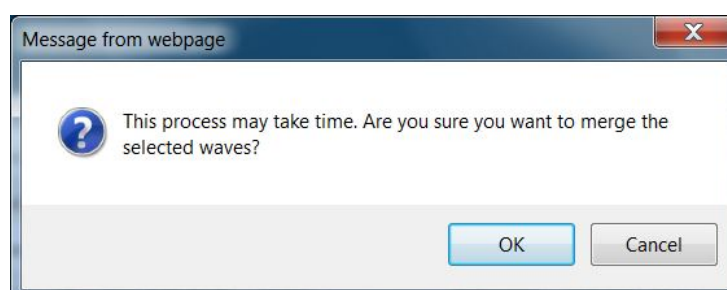 Message from webpage
This process may take time. Are you sure you want to merge the
selected waves?
OK
Cancel